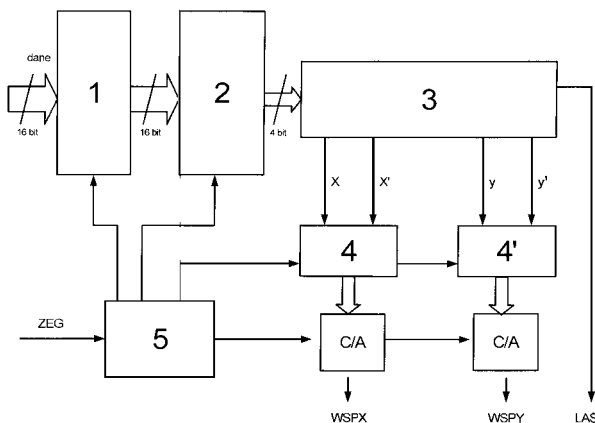 dane
1
2
3
16 bit
16 bit
4 bit
X
X'
y
y'
4
4'
ZEG
5
C/A
C/A
WSPX
WSPY
LAS